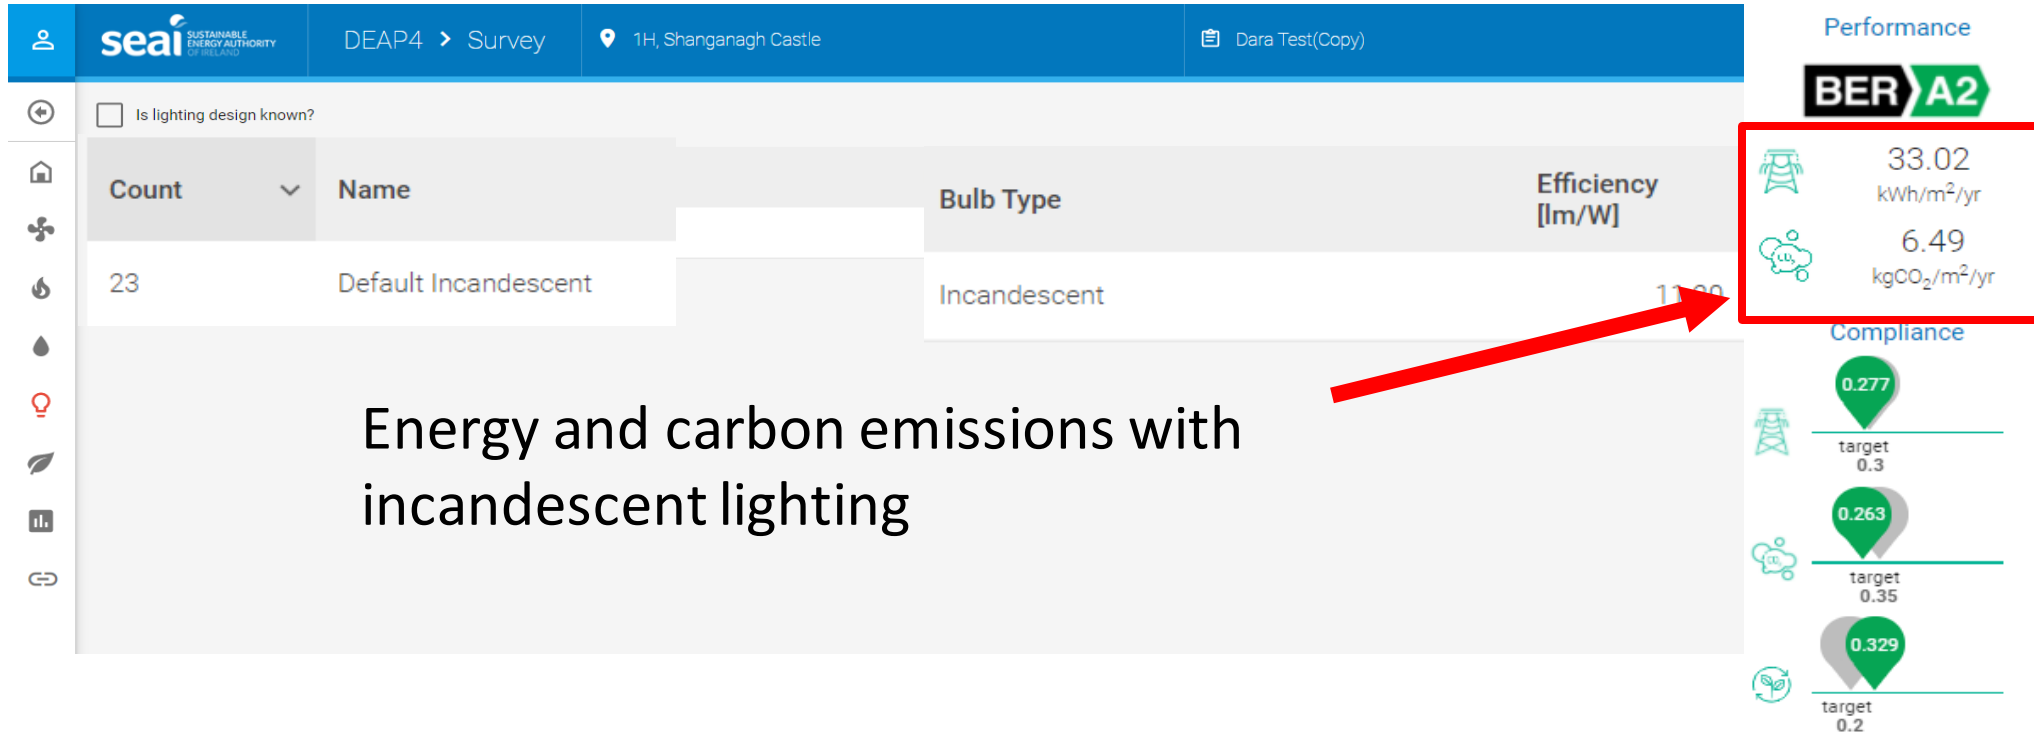 seai SUSTAINABLE ENERGY AUTHORITY OF IRELAND
DEAP4 > Survey
1H, Shanganagh Castle
Dara Test(Copy)
Is lighting design known?
Count
Name
Bulb Type
Efficiency
[lm/W]
23
Default Incandescent
Incandescent
Energy and carbon emissions with
incandescent lighting
Performance
BER A2
33.02
kWh/m²/yr
6.49
kgCO₂/m²/yr
Compliance
0.277
target
0.3
0.263
target
0.35
0.329
target
0.2